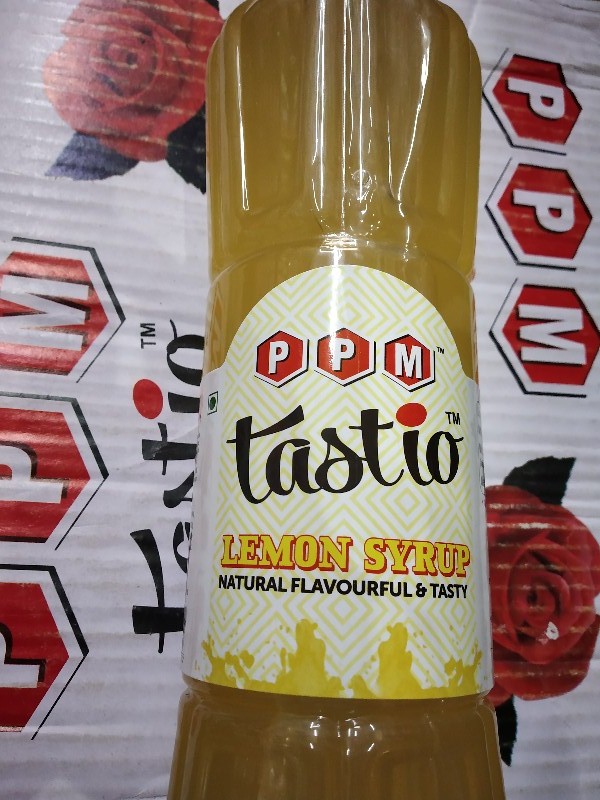 PPM™
tastio™
LEMON SYRUP
NATURAL FLAVOURFUL & TASTY
PPM
tastio™
PPM